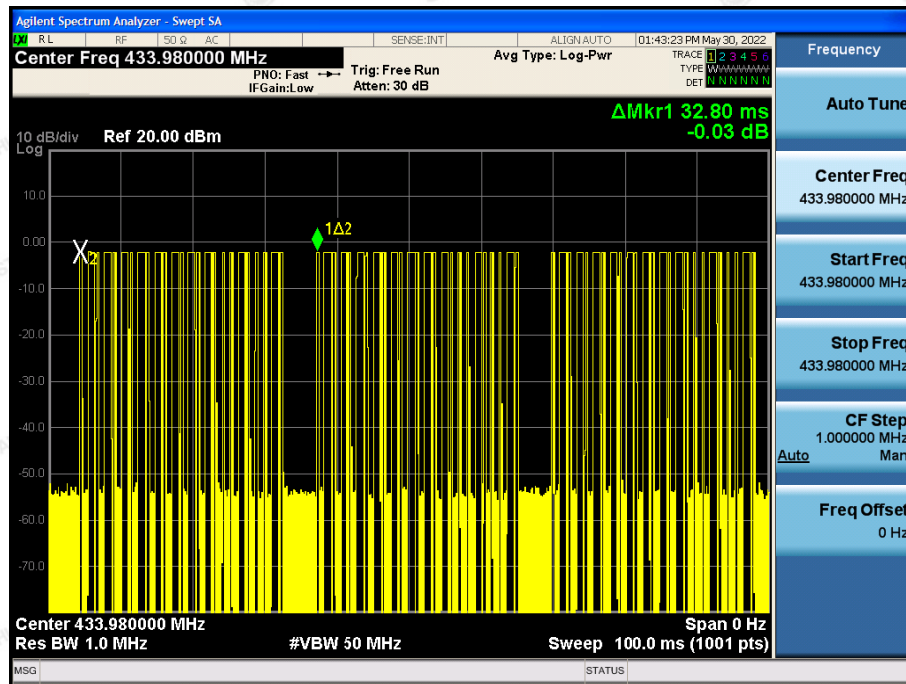 Agilent Spectrum Analyzer - Swept SA
LXI RL RF 50 Ω AC SENSE:INT ALIGN AUTO 01:43:23 PM May 30, 2022
Center Freq 433.980000 MHz
PNO: Fast
IFGain:Low
Trig: Free Run
Atten: 30 dB
Avg Type: Log-Pwr
TRACE 1 2 3 4 5 6
TYPE WWWWWW
DET N N N N N N
ΔMkr1 32.80 ms
-0.03 dB
10 dB/div Ref 20.00 dBm
Log
10.0
0.00
-10.0
-20.0
-30.0
-40.0
-50.0
-60.0
-70.0
2
1Δ2
Center 433.980000 MHz Span 0 Hz
Res BW 1.0 MHz #VBW 50 MHz Sweep 100.0 ms (1001 pts)
MSG STATUS
Frequency
Auto Tune
Center Freq
433.980000 MHz
Start Freq
433.980000 MHz
Stop Freq
433.980000 MHz
CF Step
1.000000 MHz
Auto Man
Freq Offset
0 Hz